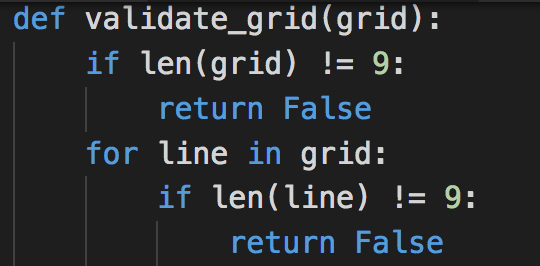 def validate_grid(grid):
    if len(grid) != 9:
        return False
    for line in grid:
        if len(line) != 9:
            return False